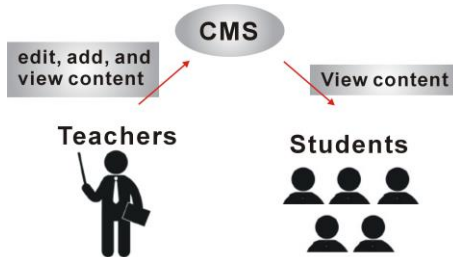 CMS
edit, add, and
view content
View content
Teachers
Students